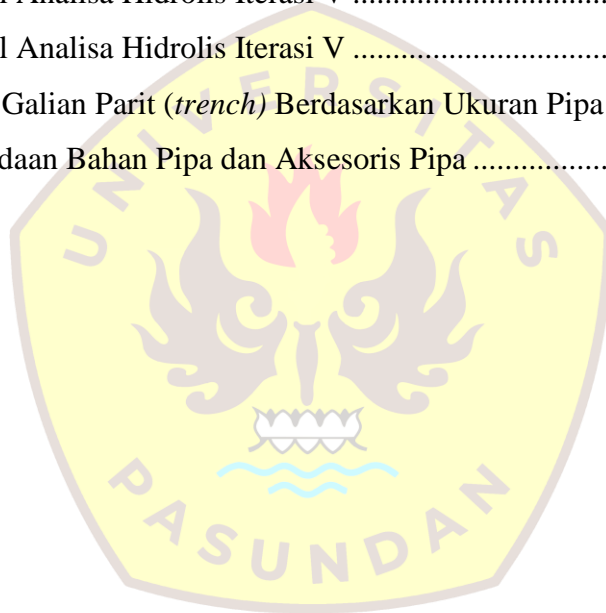 l Analisa Hidrolis Iterasi V ........................................
l Analisa Hidrolis Iterasi V ........................................
Galian Parit (trench) Berdasarkan Ukuran Pipa
daan Bahan Pipa dan Aksesoris Pipa .....................
UNIVERSITAS
PASUNDAN